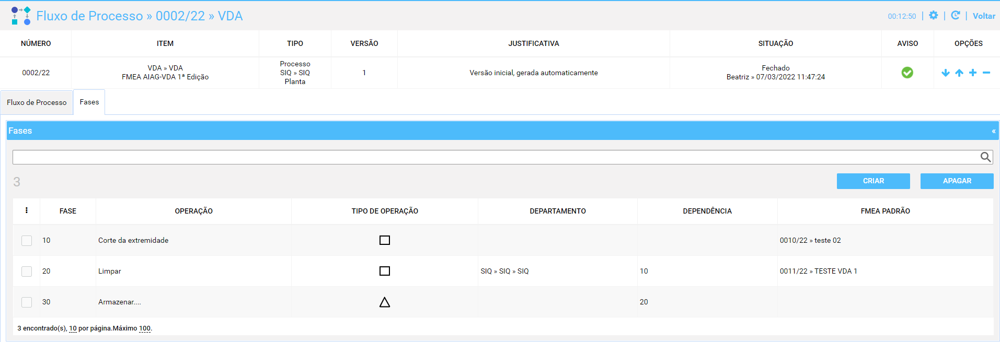 Fluxo de Processo » 0002/22 » VDA
00:12:50 | | | Voltar
NÚMERO ITEM TIPO VERSÃO JUSTIFICATIVA SITUAÇÃO AVISO OPÇÕES
0002/22
VDA » VDA
FMEA AIAG-VDA 1ª Edição
Processo
SIQ » SIQ
Planta
1
Versão inicial, gerada automaticamente
Fechado
Beatriz » 07/03/2022 11:47:24
Fluxo de Processo Fases
Fases «
3 CRIAR APAGAR
FASE OPERAÇÃO TIPO DE OPERAÇÃO DEPARTAMENTO DEPENDÊNCIA FMEA PADRÃO
10 Corte da extremidade 0010/22 » teste 02
20 Limpar SIQ » SIQ » SIQ 10 0011/22 » TESTE VDA 1
30 Armazenar.... 20
3 encontrado(s), 10 por página.Máximo 100.